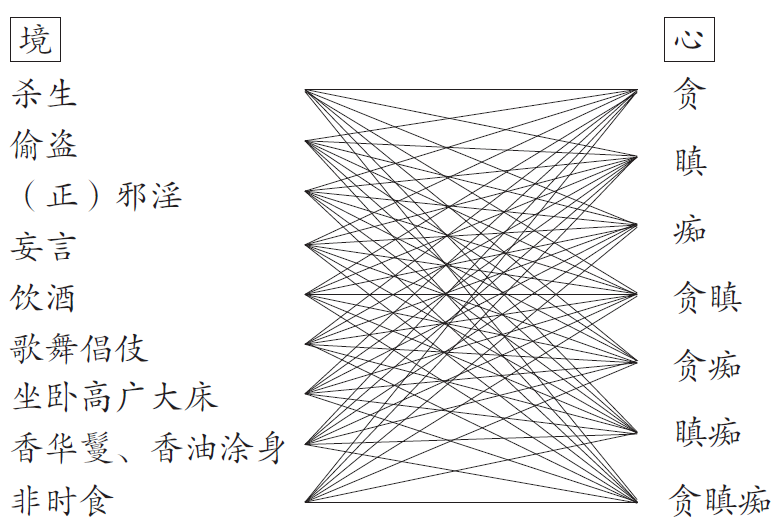 境
心
杀生
贪
偷盗
瞋
（正）邪淫
痴
妄言
饮酒
贪瞋
歌舞倡伎
贪痴
坐卧高广大床
香华鬘、香油涂身
瞋痴
非时食
贪瞋痴